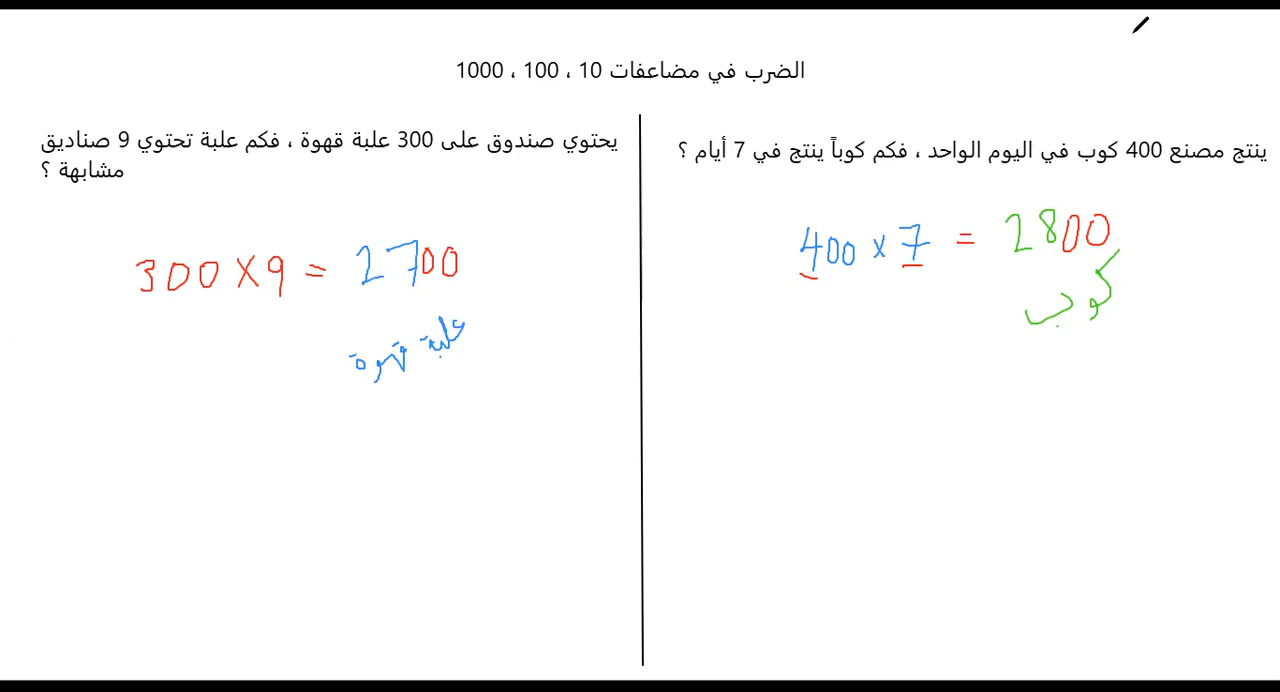 الضرب في مضاعفات 10 ، 100 ، 1000
ينتج مصنع 400 كوب في اليوم الواحد ، فكم كوباً ينتج في 7 أيام ؟
400 × 7 = 2800
كوب
يحتوي صندوق على 300 علبة قهوة ، فكم علبة تحتوي 9 صناديق
مشابهة ؟
300 × 9 = 2700
علبة قهوة